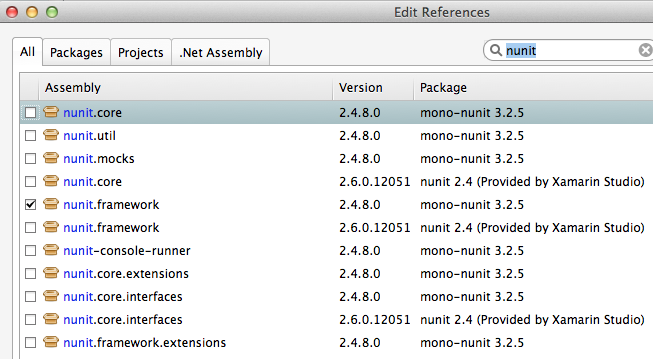 Edit References
All Packages Projects .Net Assembly nunit
Assembly Version Package
nunit.core 2.4.8.0 mono-nunit 3.2.5
nunit.util 2.4.8.0 mono-nunit 3.2.5
nunit.mocks 2.4.8.0 mono-nunit 3.2.5
nunit.core 2.6.0.12051 nunit 2.4 (Provided by Xamarin Studio)
nunit.framework 2.4.8.0 mono-nunit 3.2.5
nunit.framework 2.6.0.12051 nunit 2.4 (Provided by Xamarin Studio)
nunit-console-runner 2.4.8.0 mono-nunit 3.2.5
nunit.core.extensions 2.4.8.0 mono-nunit 3.2.5
nunit.core.interfaces 2.4.8.0 mono-nunit 3.2.5
nunit.core.interfaces 2.6.0.12051 nunit 2.4 (Provided by Xamarin Studio)
nunit.framework.extensions 2.4.8.0 mono-nunit 3.2.5